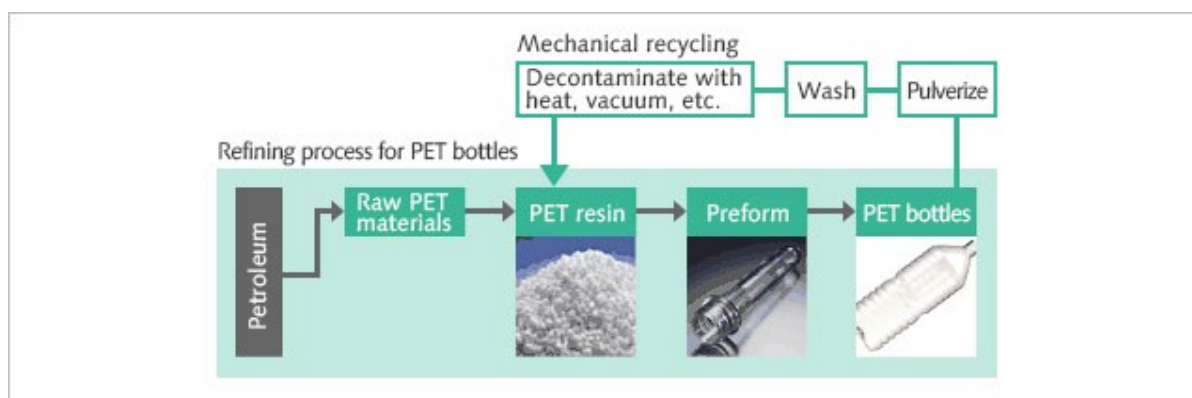 Mechanical recycling
Decontaminate with
heat, vacuum, etc.
Wash
Pulverize
Refining process for PET bottles
Petroleum
Raw PET
materials
PET resin
Preform
PET bottles